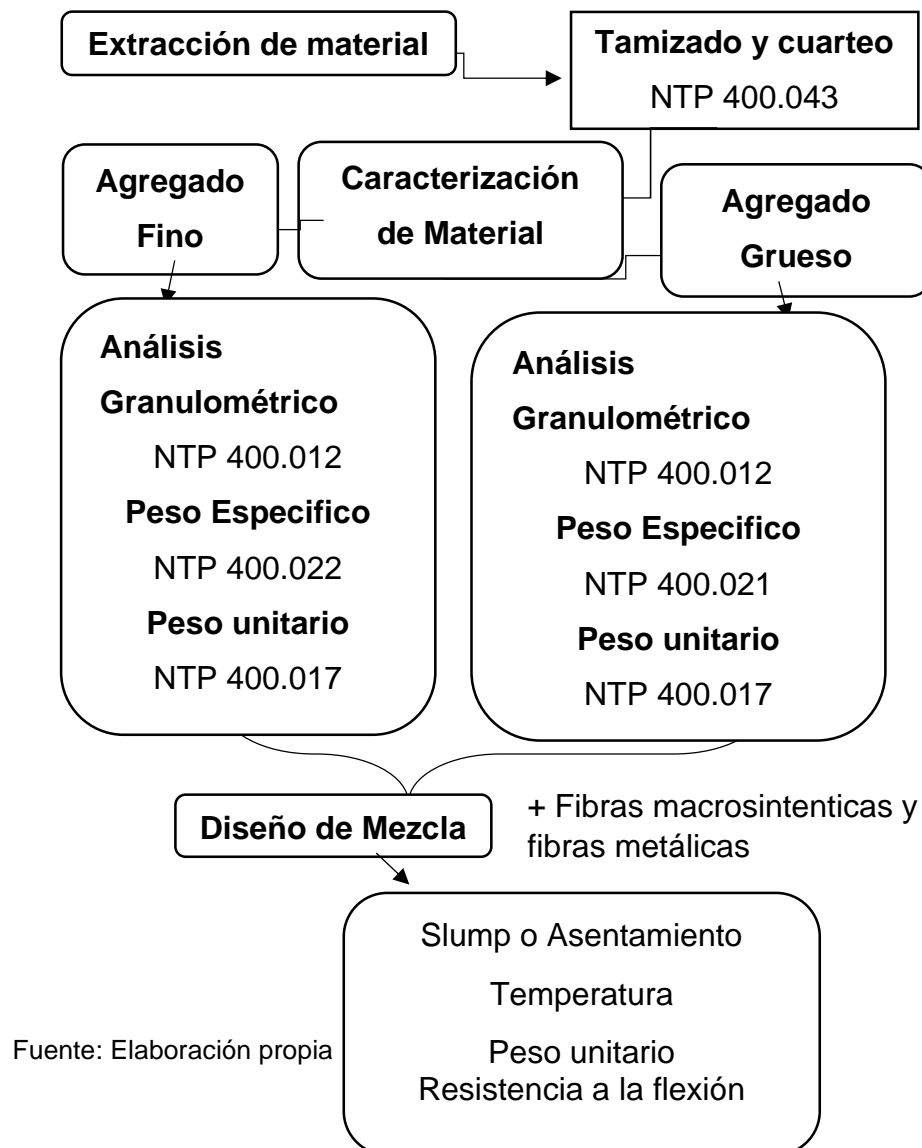 Extracción de material
Tamizado y cuarteo
NTP 400.043
Agregado
Fino
Caracterización
de Material
Agregado
Grueso
Análisis
Granulométrico
NTP 400.012
Peso Especifico
NTP 400.022
Peso unitario
NTP 400.017
Análisis
Granulométrico
NTP 400.012
Peso Especifico
NTP 400.021
Peso unitario
NTP 400.017
Diseño de Mezcla
+ Fibras macrosintenticas y
fibras metálicas
Slump o Asentamiento
Temperatura
Peso unitario
Resistencia a la flexión
Fuente: Elaboración propia